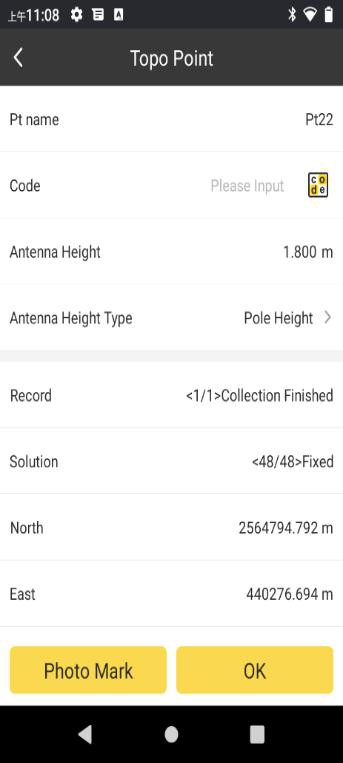 上午11:08
Topo Point
Pt name Pt22
Code Please Input code
Antenna Height 1.800 m
Antenna Height Type Pole Height
Record <1/1>Collection Finished
Solution <48/48>Fixed
North 2564794.792 m
East 440276.694 m
Photo Mark OK